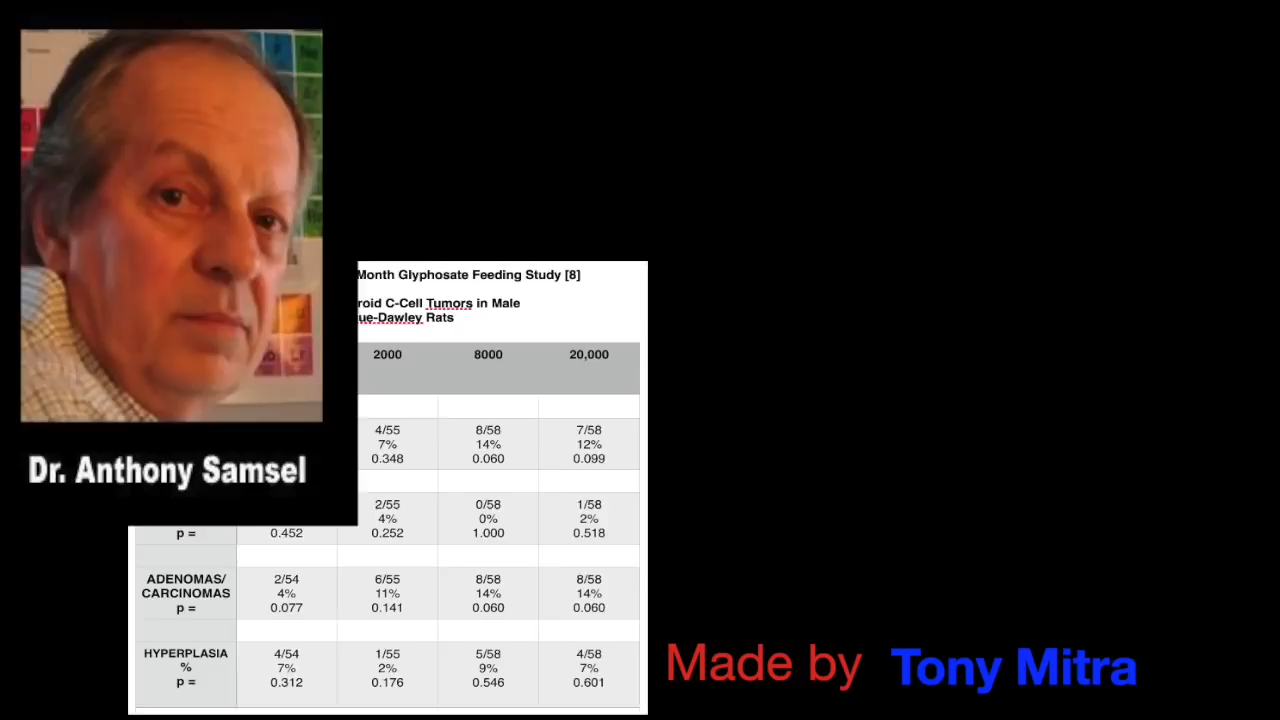 Dr. Anthony Samsel
Month Glyphosate Feeding Study [8]
roid C-Cell Tumors in Male
ue-Dawley Rats
2000 8000 20,000
4/55 8/58 7/58
7% 14% 12%
0.348 0.060 0.099
2/55 0/58 1/58
4% 0% 2%
p = 0.452 0.252 1.000 0.518
ADENOMAS/ 2/54 6/55 8/58 8/58
CARCINOMAS 4% 11% 14% 14%
p = 0.077 0.141 0.060 0.060
HYPERPLASIA 4/54 1/55 5/58 4/58
% 7% 2% 9% 7%
p = 0.312 0.176 0.546 0.601
Made by Tony Mitra